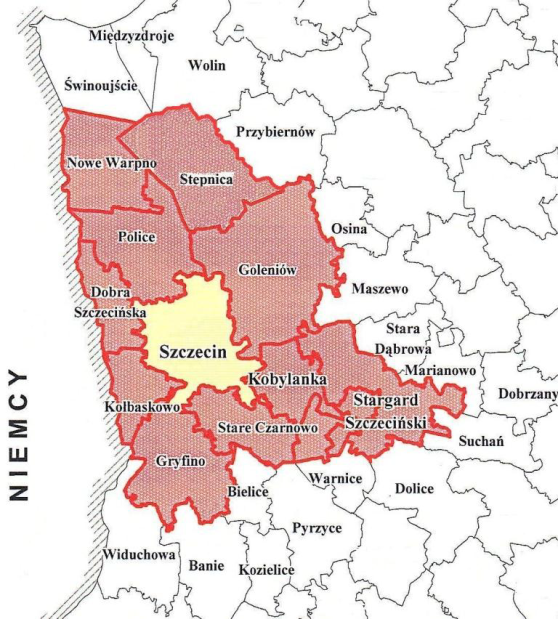 Międzyzdroje
Wolin
Świnoujście
Przybiernów
Nowe Warpno
Stepnica
Osina
Police
Goleniów
Maszewo
Dobra
Szczecińska
Stara
Dąbrowa
Szczecin
Marianowo
Kobylanka
Dobrzany
Stargard
Szczeciński
Kołbaskowo
Stare Czarnowo
Suchań
NIEMCY
Gryfino
Warnice
Bielice
Dolice
Pyrzyce
Widuchowa
Banie
Kozielice